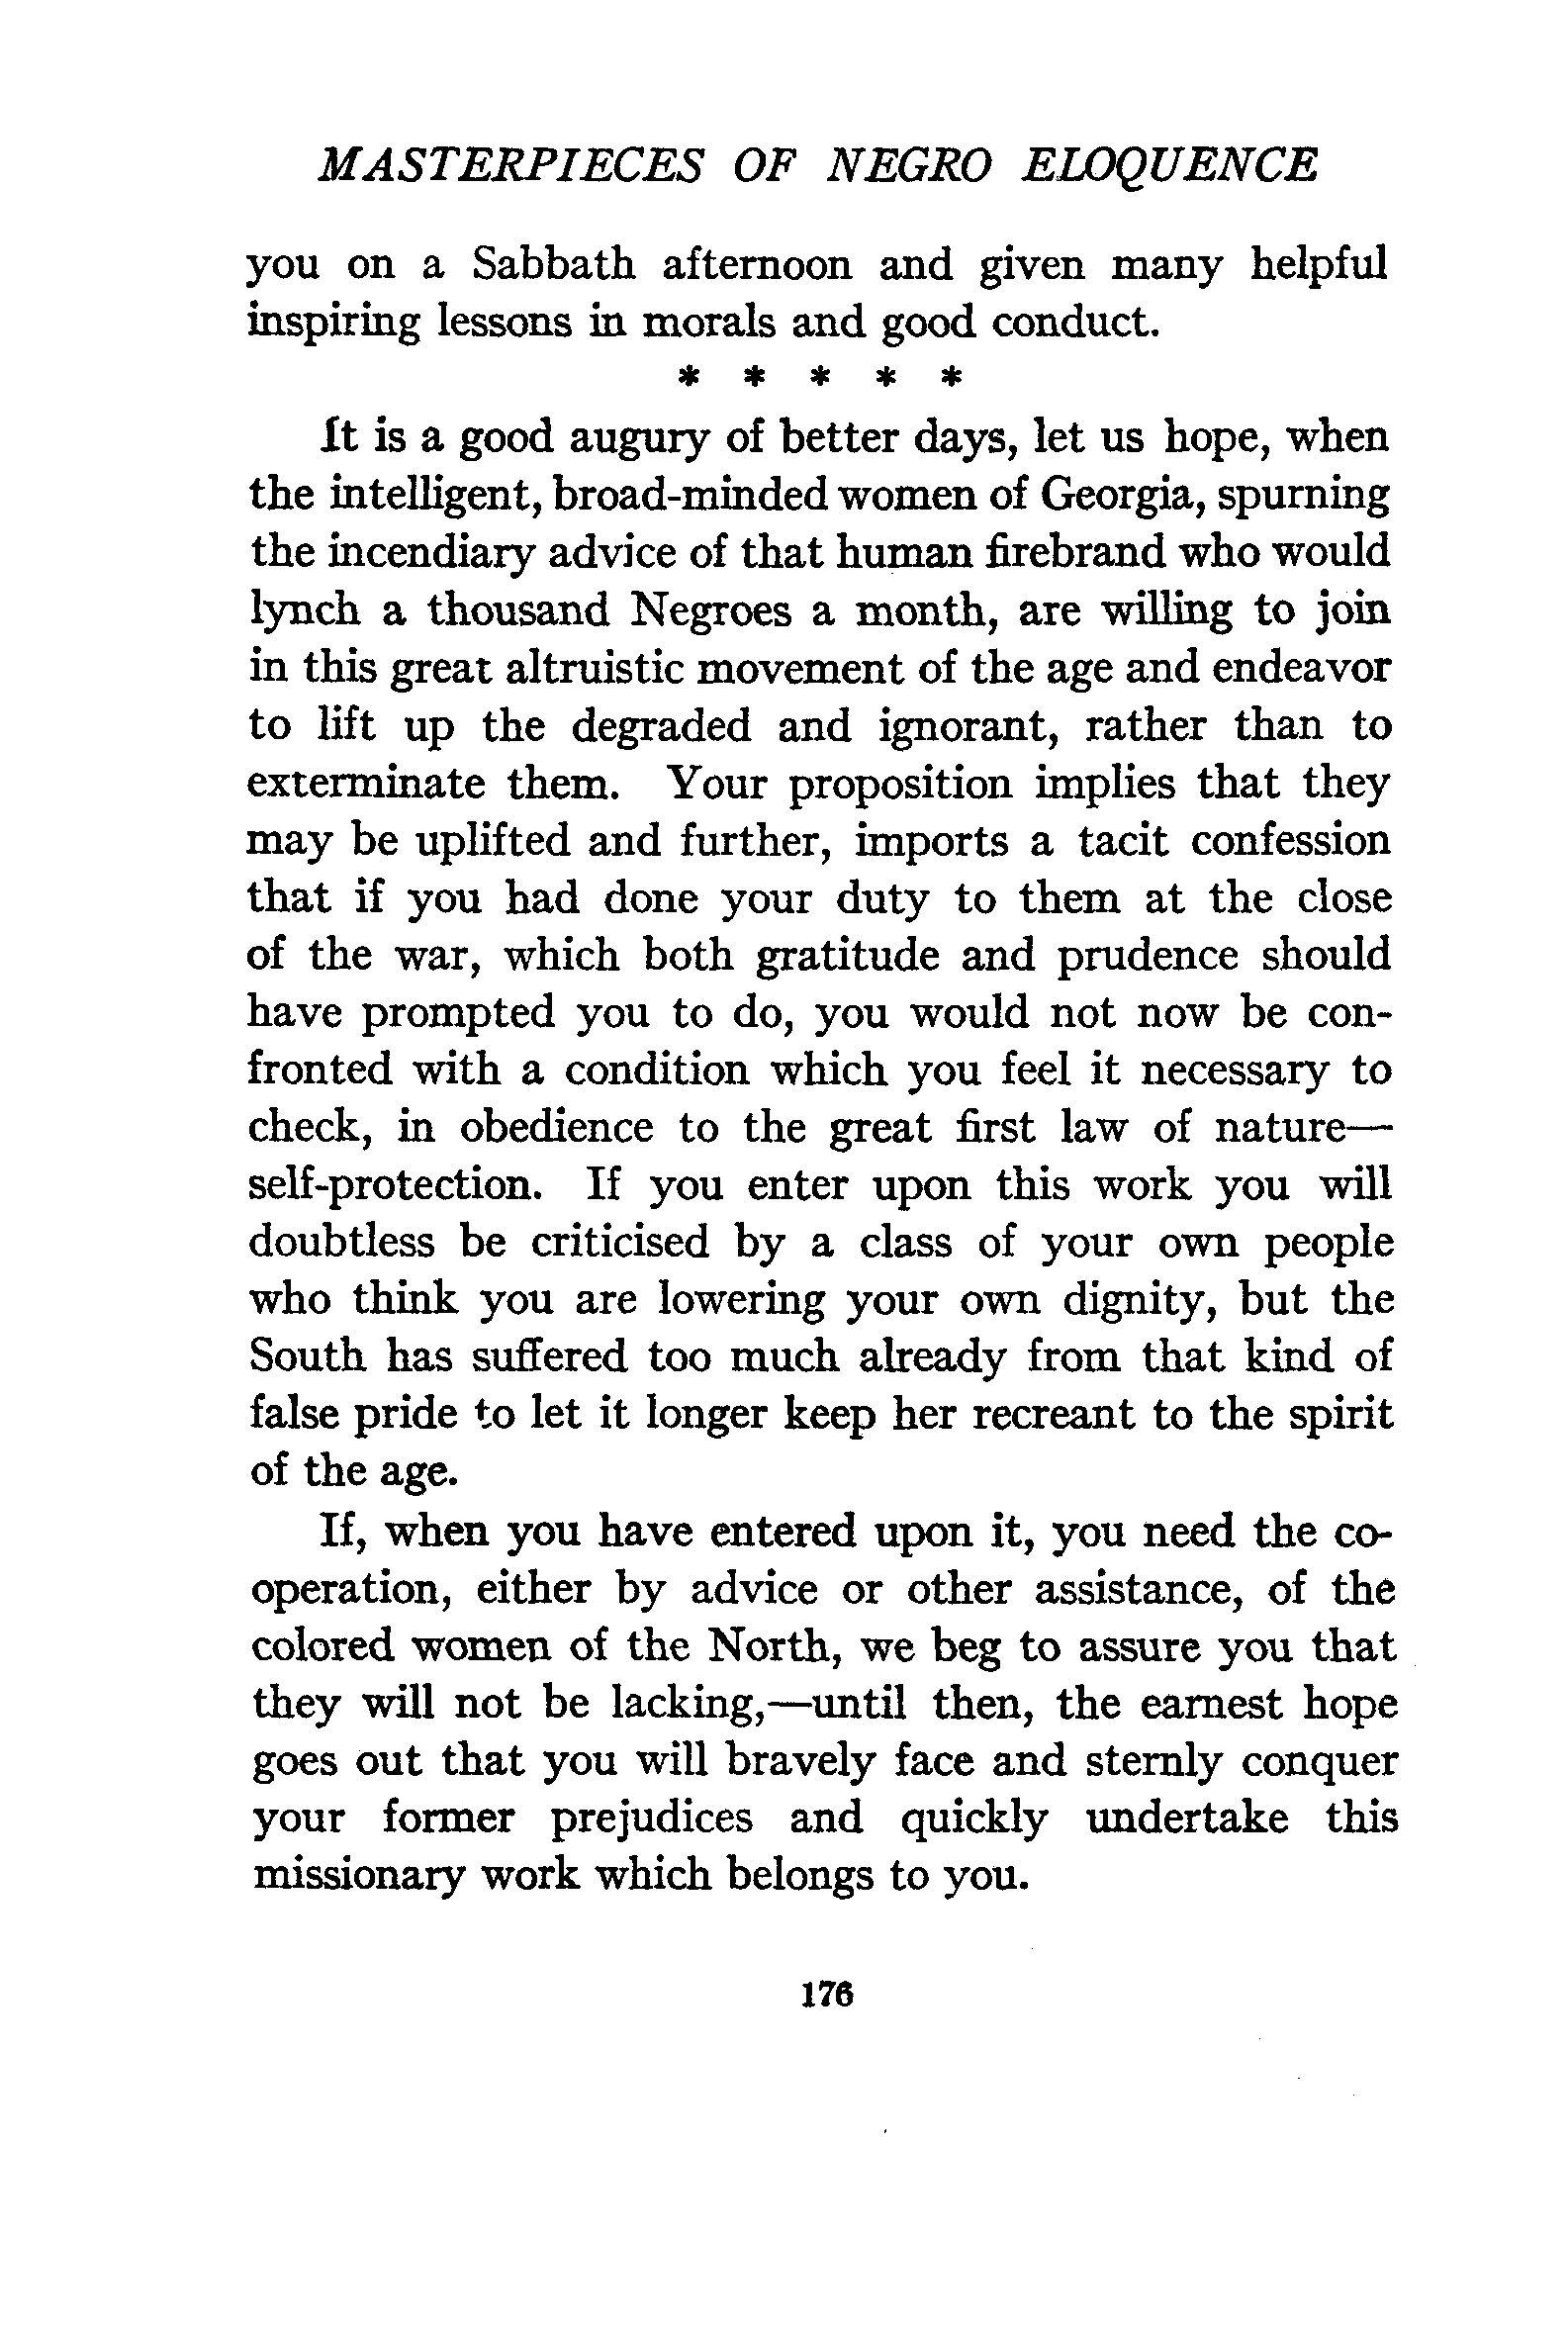 MASTERPIECES OF NEGRO ELOQUENCE
you on a Sabbath afternoon and given many helpful
inspiring lessons in morals and good conduct.
* * * * *
It is a good augury of better days, let us hope, when
the intelligent, broad-minded women of Georgia, spurning
the incendiary advice of that human firebrand who would
lynch a thousand Negroes a month, are willing to join
in this great altruistic movement of the age and endeavor
to lift up the degraded and ignorant, rather than to
exterminate them. Your proposition implies that they
may be uplifted and further, imports a tacit confession
that if you had done your duty to them at the close
of the war, which both gratitude and prudence should
have prompted you to do, you would not now be con-
fronted with a condition which you feel it necessary to
check, in obedience to the great first law of nature—
self-protection. If you enter upon this work you will
doubtless be criticised by a class of your own people
who think you are lowering your own dignity, but the
South has suffered too much already from that kind of
false pride to let it longer keep her recreant to the spirit
of the age.
If, when you have entered upon it, you need the co-
operation, either by advice or other assistance, of the
colored women of the North, we beg to assure you that
they will not be lacking,—until then, the earnest hope
goes out that you will bravely face and sternly conquer
your former prejudices and quickly undertake this
missionary work which belongs to you.
176